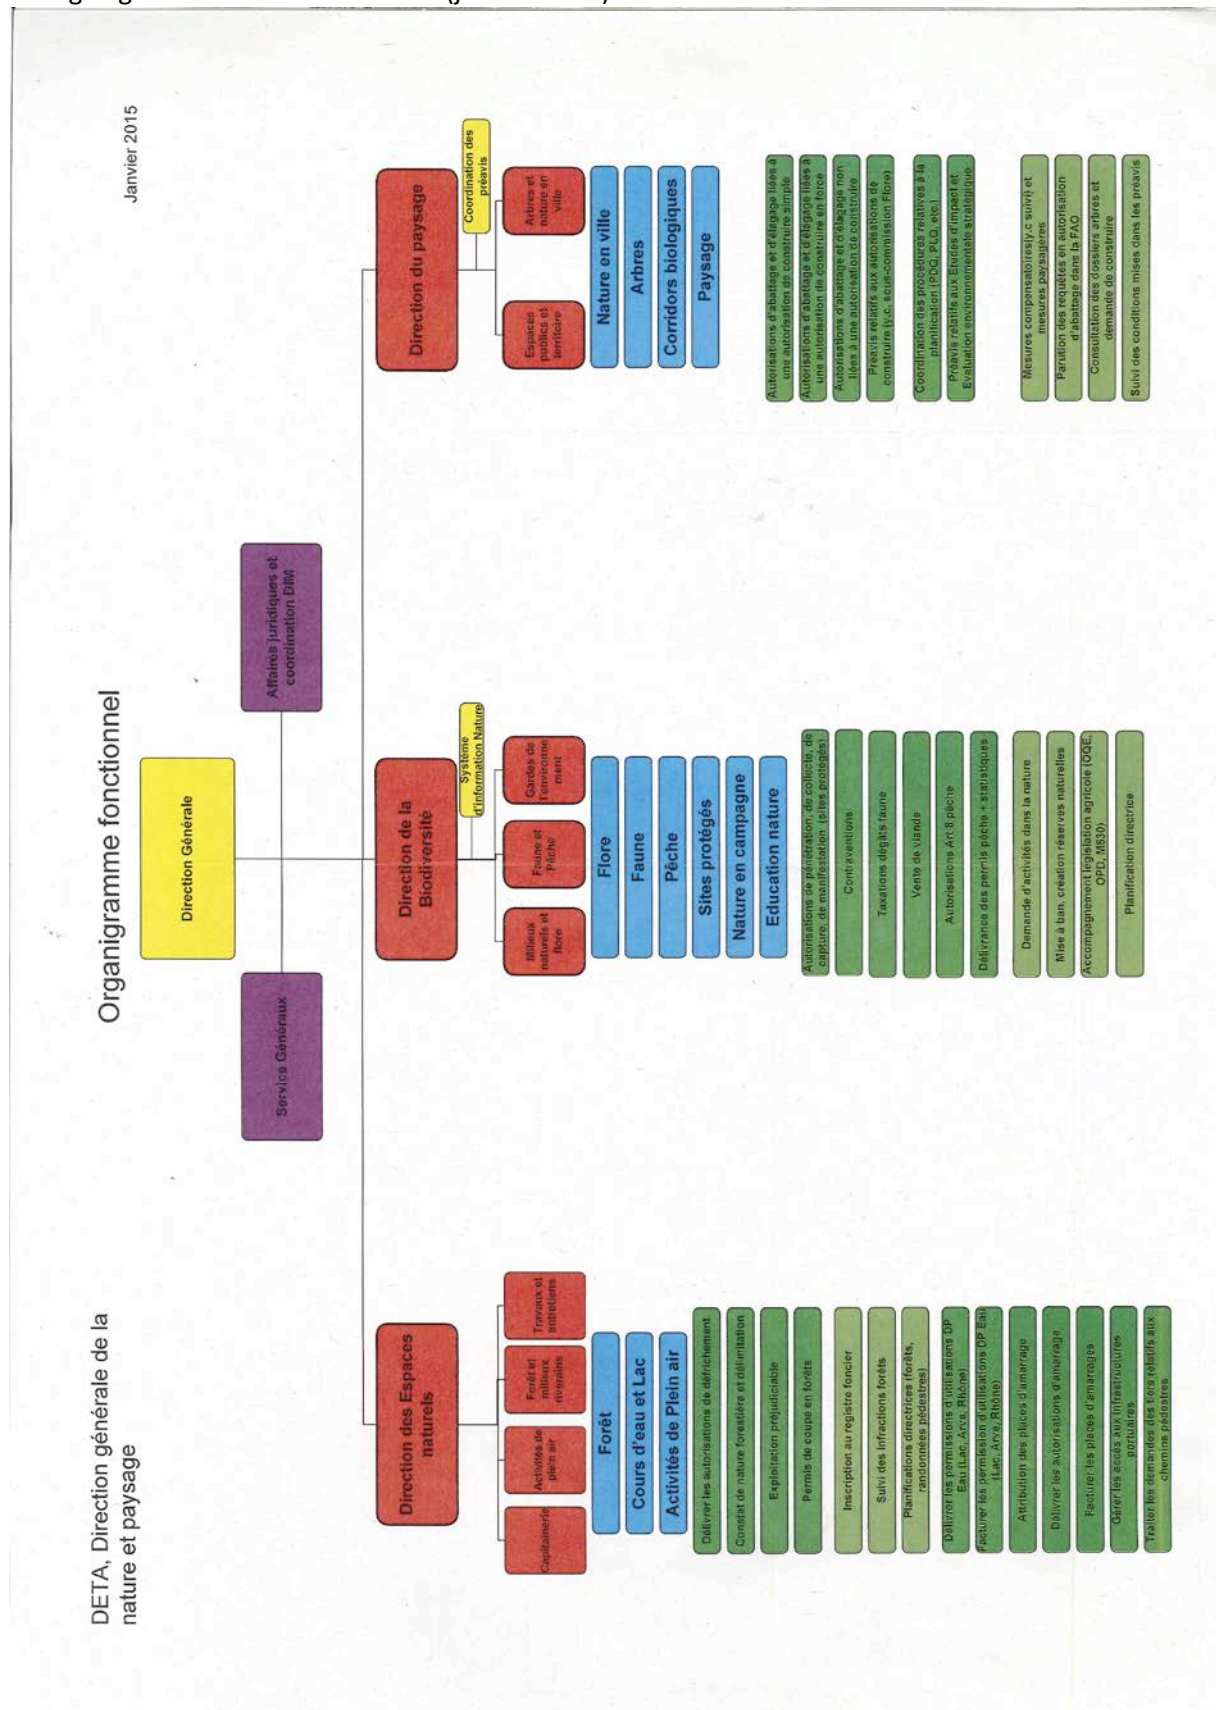 DETA, Direction générale de la
nature et paysage
Organigramme fonctionnel
Janvier 2015
Direction Générale
Service Généraux
Affaires juridiques et
coordination DIM
Direction des Espaces
naturels
Capitainerie
Activités de
plein air
Forêt et
milieux
riverains
Travaux et
entretiens
Forêt
Cours d'eau et Lac
Activités de Plein air
Délivrer les autorisations de défrichement
Constat de nature forestière et délimitation
Exploitation préjudiciable
Permis de coupe en forêts
Inscription au registre foncier
Suivi des infractions forêts
Planifications directrices (forêts,
randonnées pédestres)
Délivrer les permissions d'utilisations DP
Eau (Lac, Arve, Rhône)
Facturer les permission d'utilisations DP Eau
(Lac, Arve, Rhône)
Attribution des places d'amarrage
Délivrer les autorisations d'amarrage
Facturer les places d'amarrages
Gérer les accès aux infrastructures
portuaires
Traiter les demandes des tiers relatifs aux
chemins pédestres
Direction de la
Biodiversité
Système
d'information Nature
Milieux
naturels et
flore
Faune et
Pêche
Gardes de
l'environne
ment
Flore
Faune
Pêche
Sites protégés
Nature en campagne
Education nature
Autorisations de pénétration, de collecte, de
capture, de manifestation (sites protégés)
Contraventions
Taxations dégâts faune
Vente de viande
Autorisations Art 8 pêche
Délivrance des permis pêche + statistiques
Demande d'activités dans la nature
Mise à ban, création réserves naturelles
Accompagnement législation agricole (OQE,
OPD, M530)
Planification directrice
Direction du paysage
Coordination des
préavis
Espaces
publics et
territoire
Arbres et
nature en
ville
Nature en ville
Arbres
Corridors biologiques
Paysage
Autorisations d'abattage et d'élagage liées à
une autorisation de construire simple
Autorisations d'abattage et d'élagage liées à
une autorisation de construire en force
Autorisations d'abattage et d'élagage non
liées à une autorisation de construire
Préavis relatifs aux autorisations de
construire (y.c. sous-commission Flore)
Coordination des procédures relatives à la
planification (PDQ, PLQ, etc.)
Préavis relatifs aux Etudes d'impact et
Evaluation environnementale stratégique
Mesures compensatoires(y.c suivi) et
mesures paysagères
Parution des requêtes en autorisation
d'abattage dans la FAO
Consultation des dossiers arbres et
demande de construire
Suivi des conditions mises dans les préavis